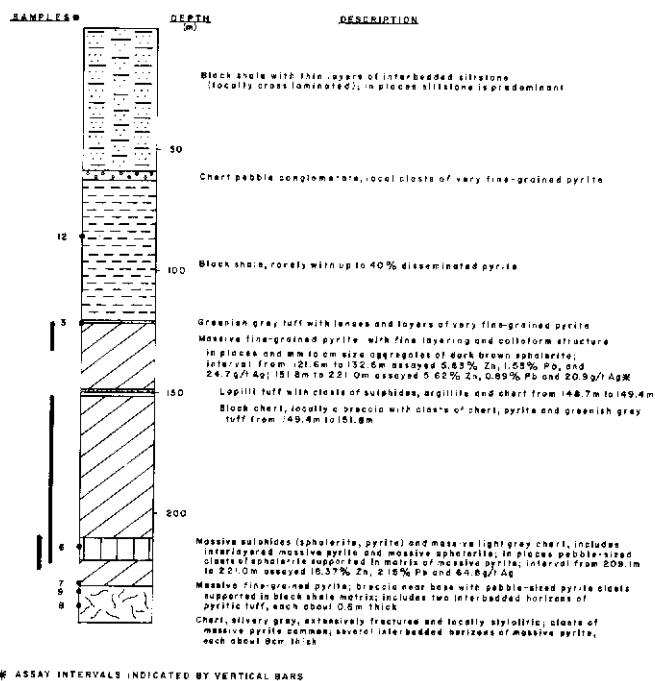 SAMPLES● DEPTH DESCRIPTION
(m)
Black shale with thin layers of interbedded siltstone
(locally cross laminated); in places siltstone is predominant
50
Chert pebble conglomerate, local clasts of very fine-grained pyrite
12
Black shale, rarely with up to 40% disseminated pyrite
100
3
Greenish gray tuff with lenses and layers of very fine-grained pyrite
Massive fine-grained pyrite with fine layering and colloform structure
in places and mm to cm size aggregates of dark brown sphalerite;
interval from 121.6m to 132.6m assayed 5.63% Zn, 1.55% Pb, and
24.7g/t Ag; 151.8m to 221.0m assayed 5.62% Zn, 0.89% Pb and 20.9g/t Ag*
150
Lapilli tuff with clasts of sulphides, argillite and chert from 148.7m to 149.4m
Black chert, locally a breccia with clasts of chert, pyrite and greenish gray
tuff from 149.4m to 151.8m
200
6
Massive sulphides (sphalerite, pyrite) and massive light gray chert, includes
interlayered massive pyrite and massive sphalerite; in places pebble-sized
clasts of sphalerite supported in matrix of massive pyrite; interval from 209.1m
to 221.0m assayed 16.37% Zn, 2.16% Pb and 64.8g/t Ag
7
9
8
Massive fine-grained pyrite; breccia near base with pebble-sized pyrite clasts
supported in black shale matrix; includes two interbedded horizons of
pyritic tuff, each about 0.6m thick
Chert, silvery gray, extensively fractured and locally stylolitic; clasts of
massive pyrite common; several interbedded horizons of massive pyrite,
each about 8cm thick
* ASSAY INTERVALS INDICATED BY VERTICAL BARS